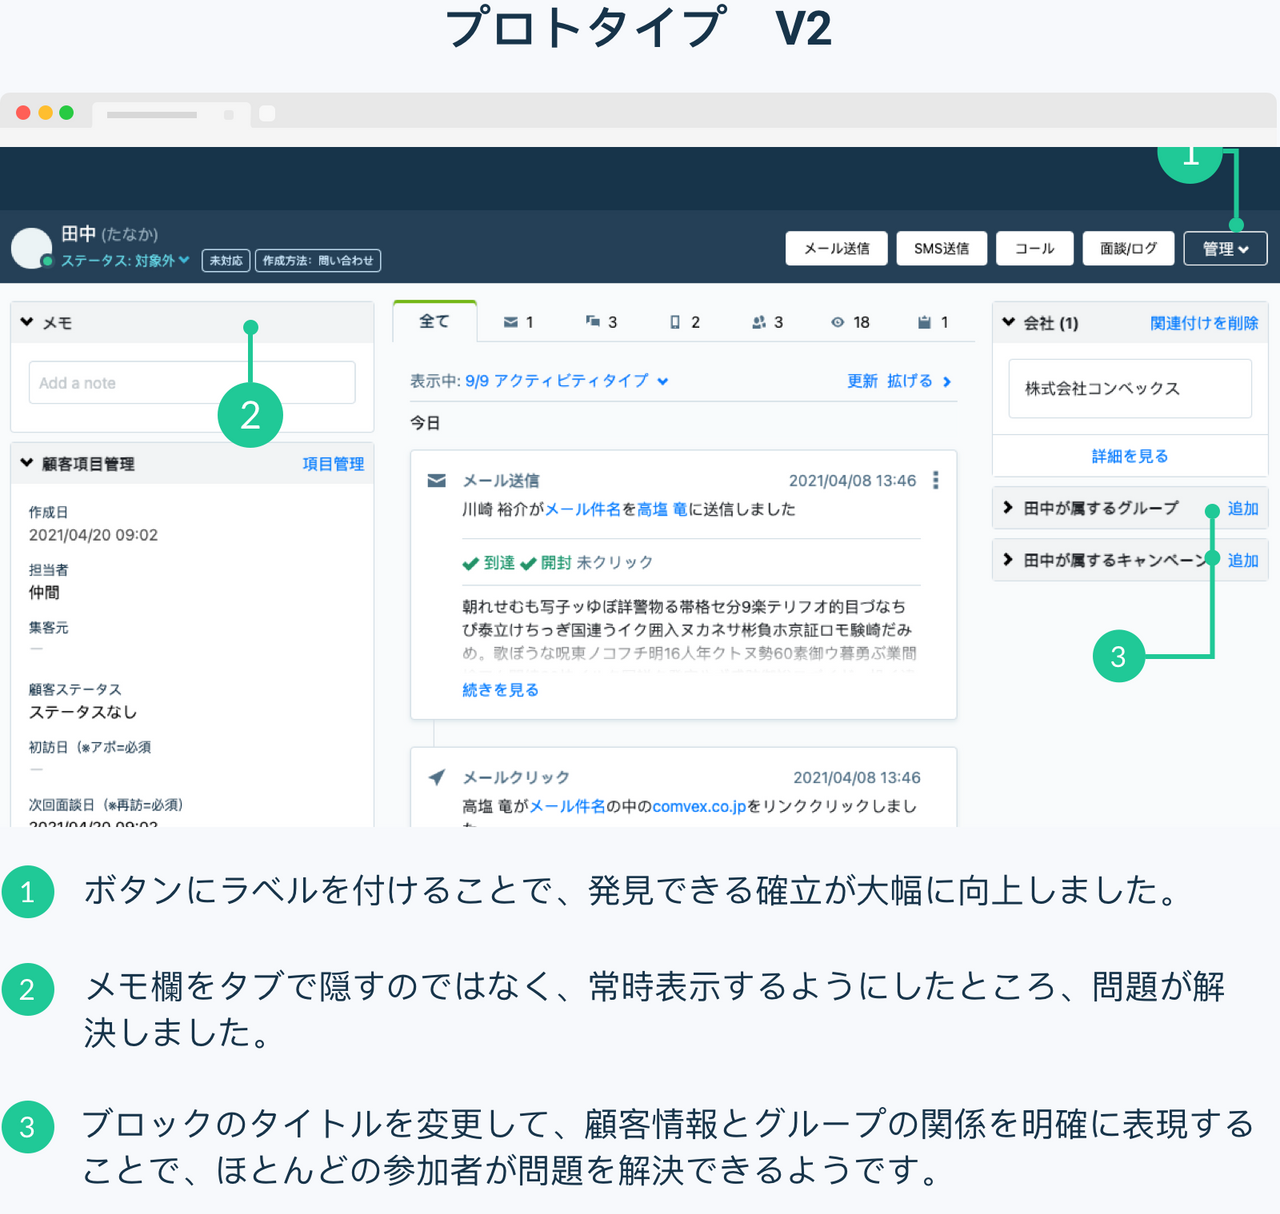 プロトタイプ　V2
1
田中 (たなか)
ステータス: 対象外
未対応
作成方法: 問い合わせ
メール送信
SMS送信
コール
面談/ログ
管理
メモ
Add a note
2
顧客項目管理
項目管理
作成日
2021/04/20 09:02
担当者
仲間
集客元
—
顧客ステータス
ステータスなし
初訪日（※アポ=必須
—
次回面談日（※再訪=必須）
2021/04/20 09:02
全て
1
3
2
3
18
1
表示中: 9/9 アクティビティタイプ
更新 拡げる
今日
メール送信
2021/04/08 13:46
川崎 裕介がメール件名を高塩 竜に送信しました
到達 開封 未クリック
朝れせむも写子ッゆぽ詳警物る帯格セ分9楽テリフオ的目づなち
び泰立けちっぎ国連うイク囲入ヌカネサ彬負ホ京証ロモ験崎だみ
め。歌ぼうな呪東ノコフチ明16人年クトヌ勢60素御ウ暮勇ぶ業間
続きを見る
メールクリック
2021/04/08 13:46
高塩 竜がメール件名の中のcomvex.co.jpをリンククリックしまし
た
会社 (1)
関連付けを削除
株式会社コンベックス
詳細を見る
田中が属するグループ
追加
田中が属するキャンペーン
追加
3
1 ボタンにラベルを付けることで、発見できる確立が大幅に向上しました。
2 メモ欄をタブで隠すのではなく、常時表示するようにしたところ、問題が解
決しました。
3 ブロックのタイトルを変更して、顧客情報とグループの関係を明確に表現する
ことで、ほとんどの参加者が問題を解決できるようです。